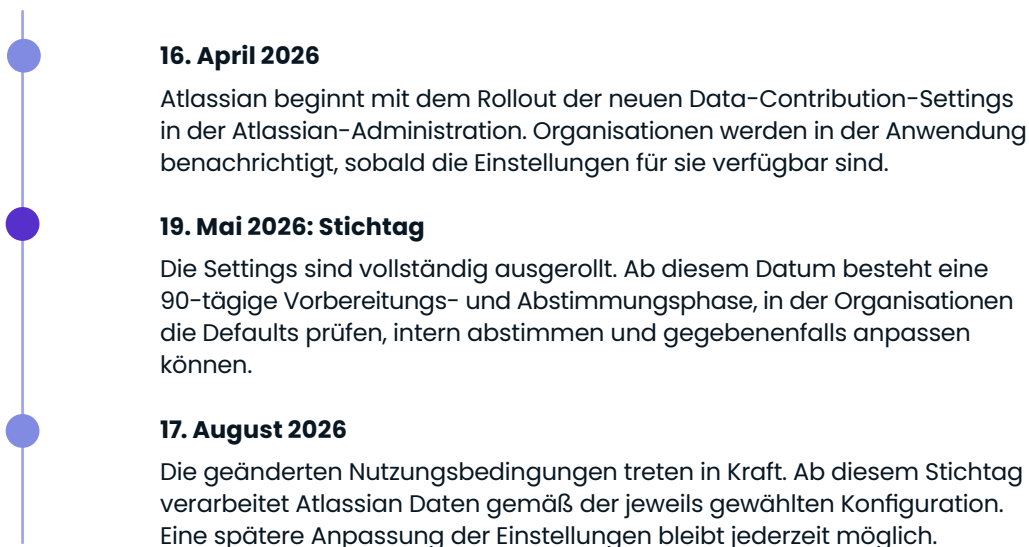 16. April 2026
Atlassian beginnt mit dem Rollout der neuen Data-Contribution-Settings
in der Atlassian-Administration. Organisationen werden in der Anwendung
benachrichtigt, sobald die Einstellungen für sie verfügbar sind.
19. Mai 2026: Stichtag
Die Settings sind vollständig ausgerollt. Ab diesem Datum besteht eine
90-tägige Vorbereitungs- und Abstimmungsphase, in der Organisationen
die Defaults prüfen, intern abstimmen und gegebenenfalls anpassen
können.
17. August 2026
Die geänderten Nutzungsbedingungen treten in Kraft. Ab diesem Stichtag
verarbeitet Atlassian Daten gemäß der jeweils gewählten Konfiguration.
Eine spätere Anpassung der Einstellungen bleibt jederzeit möglich.